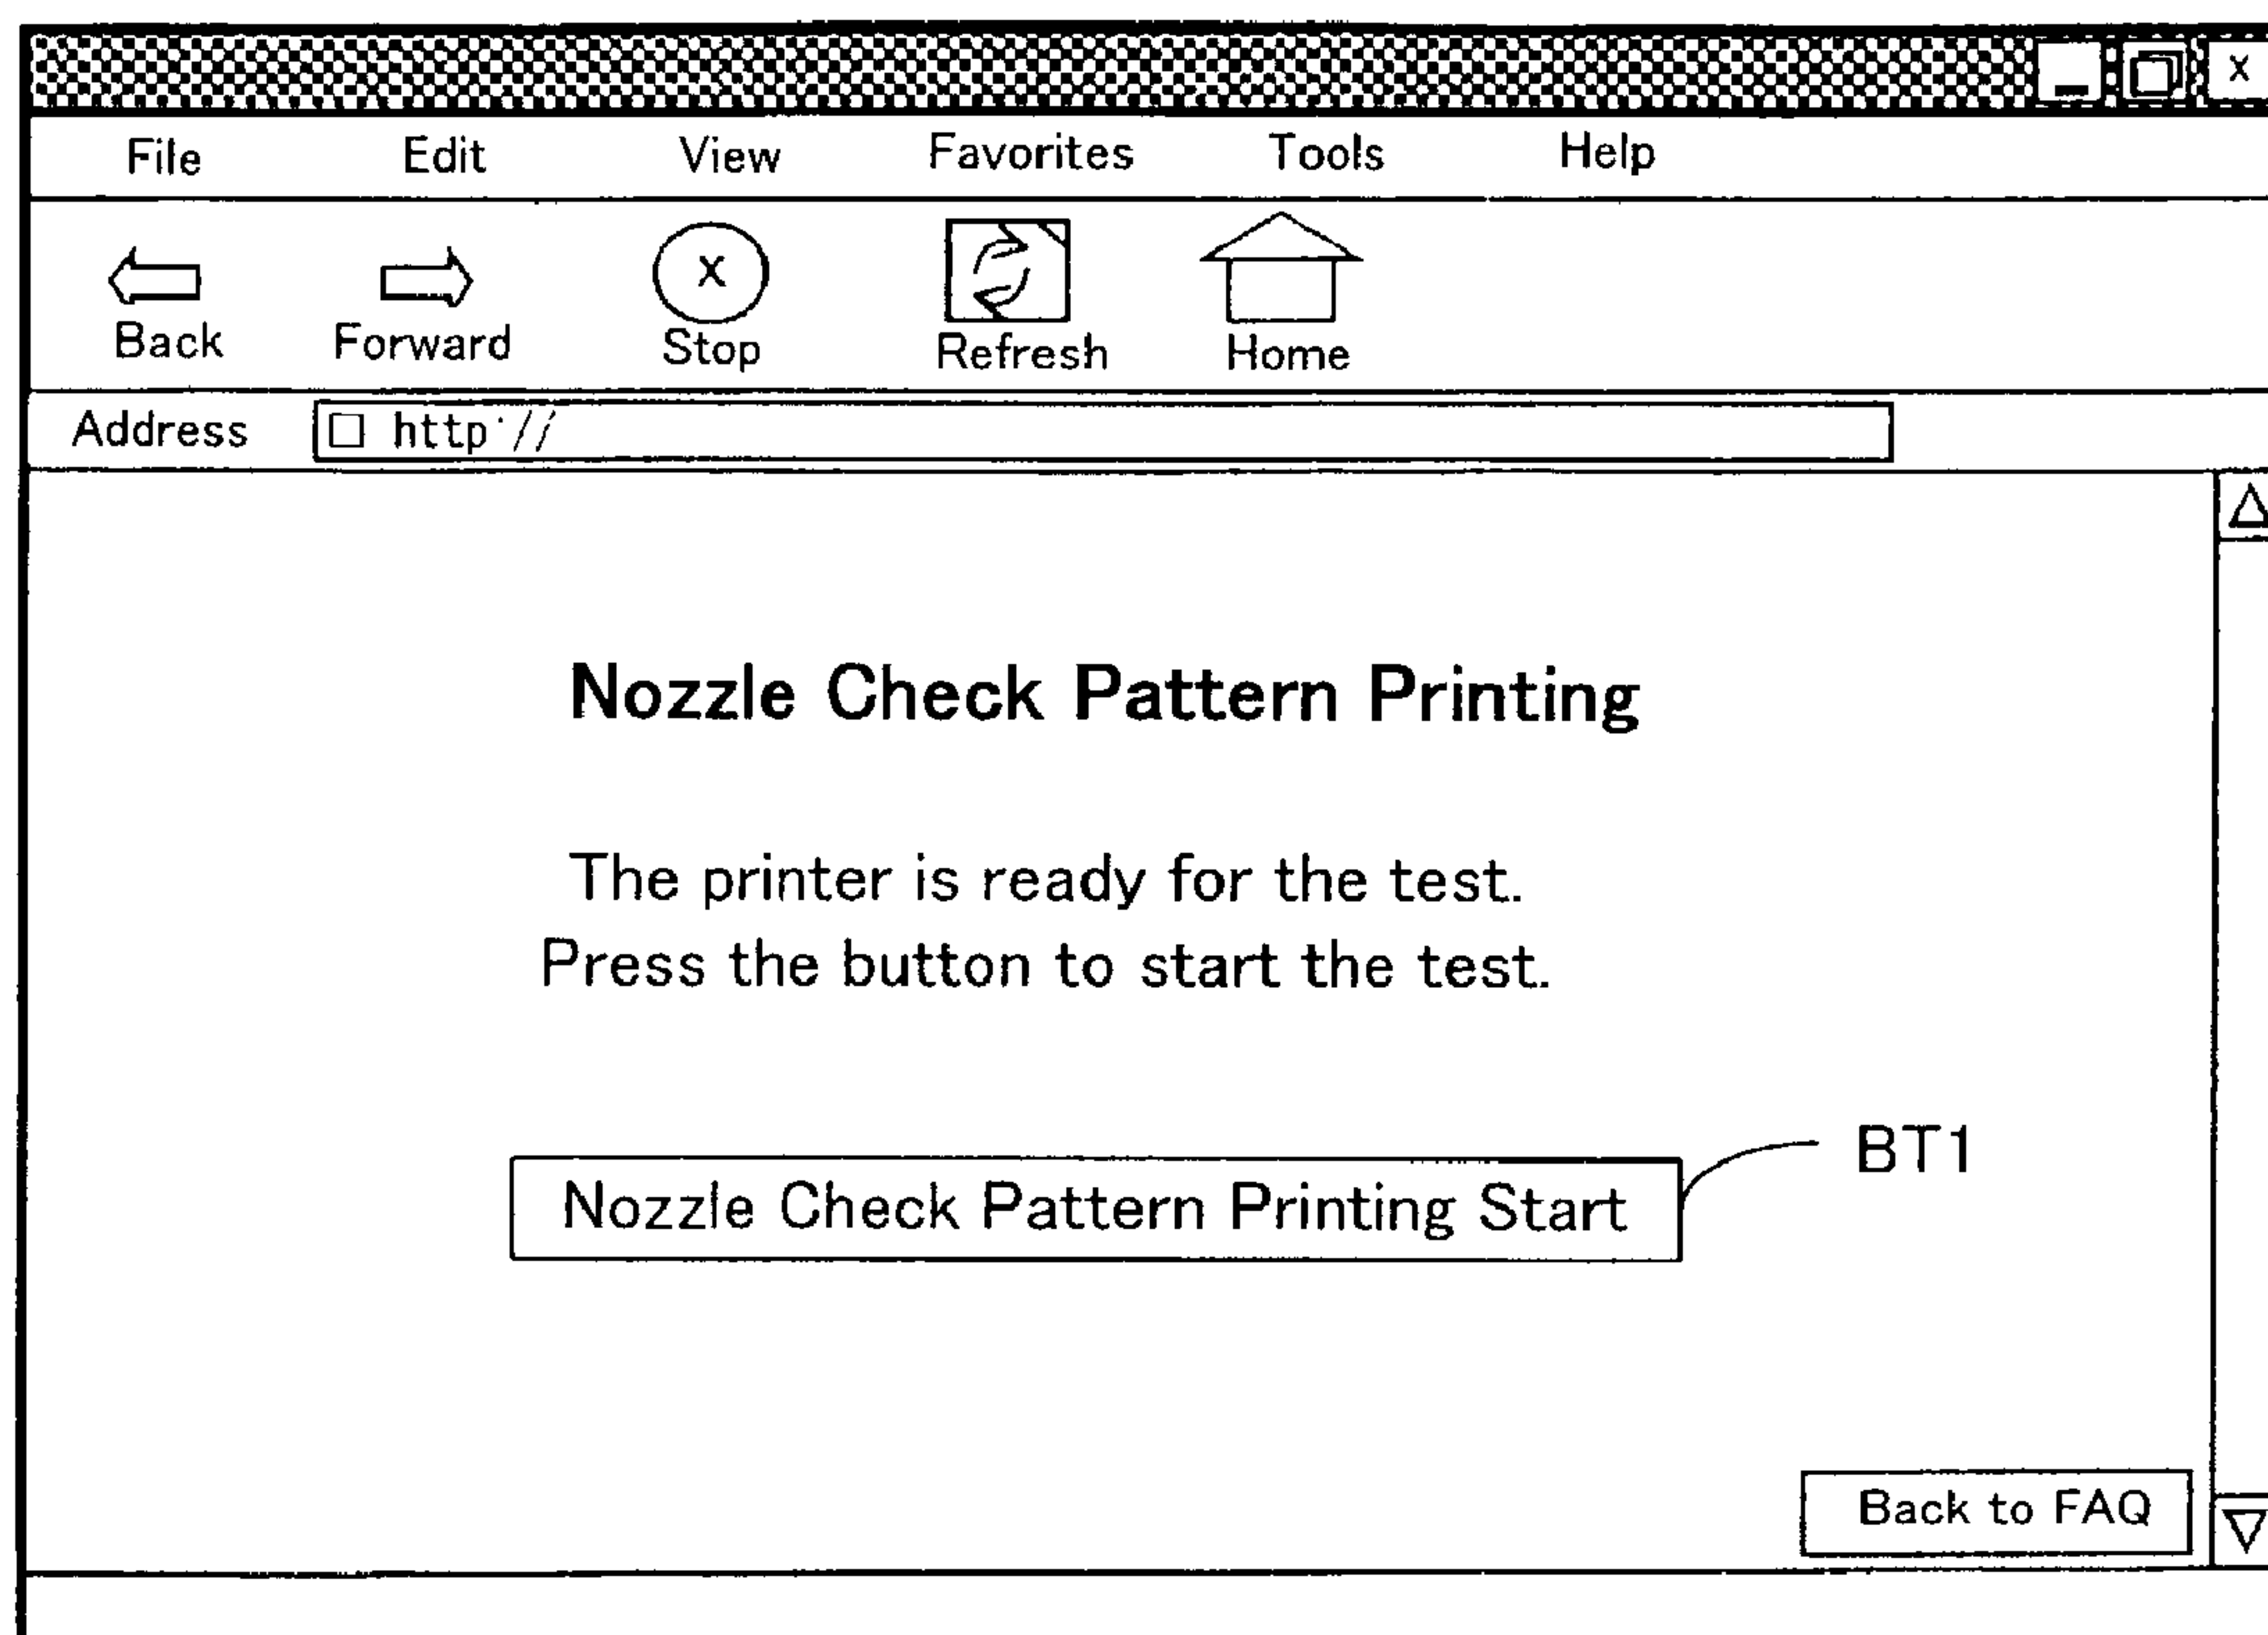 x
File Edit View Favorites Tools Help
x
Back Forward Stop Refresh Home
Address http://
Nozzle Check Pattern Printing
The printer is ready for the test.
Press the button to start the test.
BT1
Nozzle Check Pattern Printing Start
Back to FAQ